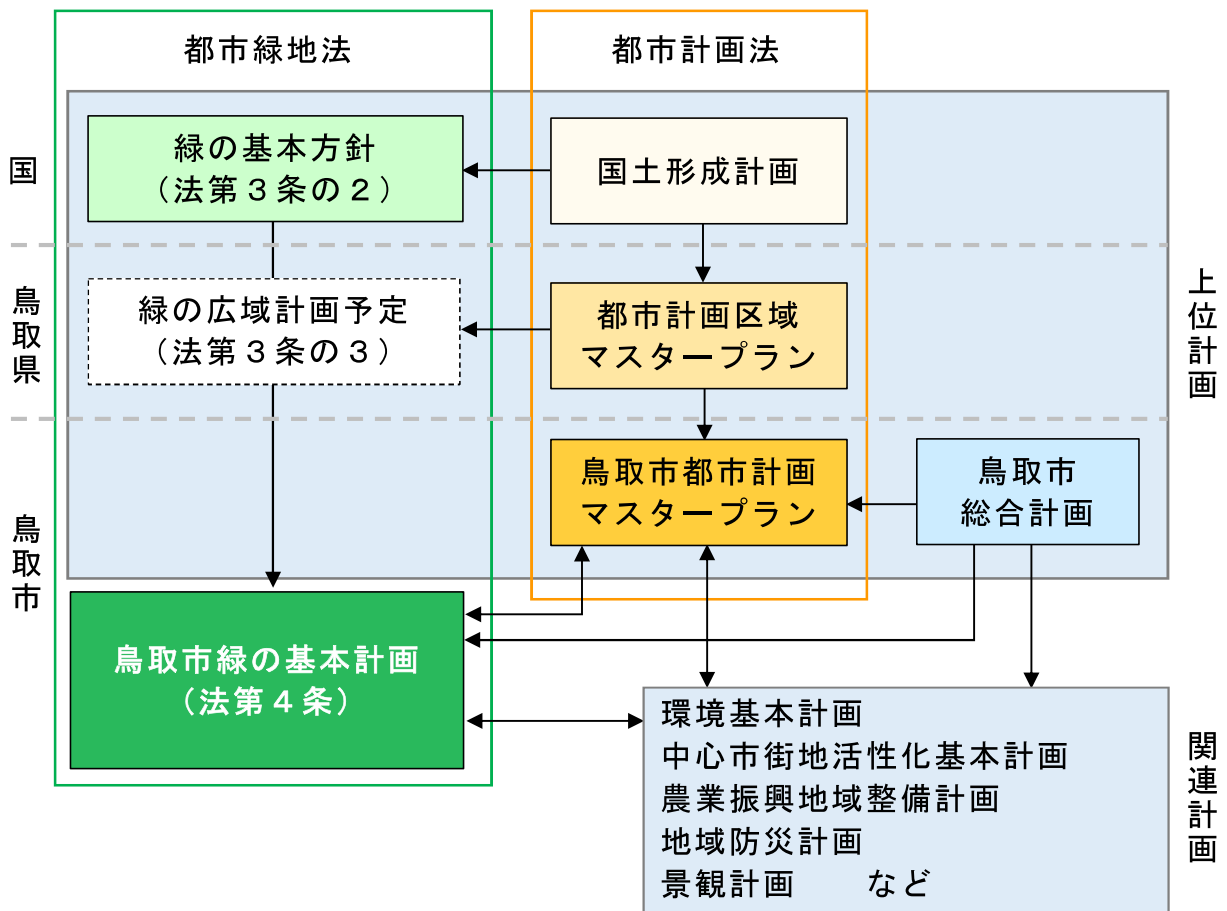 都市緑地法
都市計画法
国
緑の基本方針
（法第３条の２）
国土形成計画
鳥取県
緑の広域計画予定
（法第３条の３）
都市計画区域
マスタープラン
上位計画
鳥取市
鳥取市都市計画
マスタープラン
鳥取市
総合計画
鳥取市緑の基本計画
（法第４条）
環境基本計画
中心市街地活性化基本計画
農業振興地域整備計画
地域防災計画
景観計画　　など
関連計画